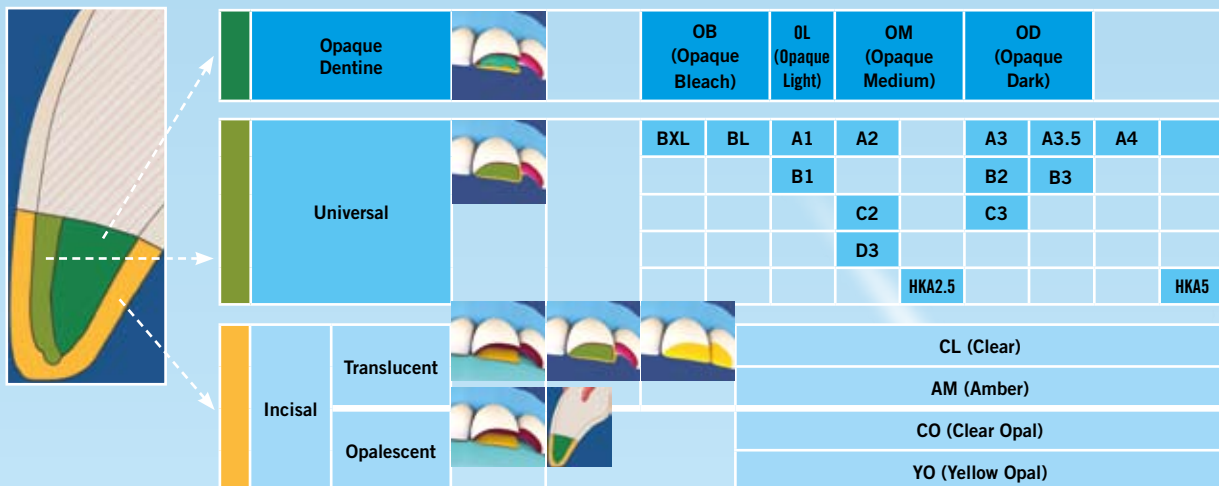 Opaque
Dentine
OB
(Opaque
Bleach)
OL
(Opaque
Light)
OM
(Opaque
Medium)
OD
(Opaque
Dark)
Universal
BXL BL A1 A2 A3 A3.5 A4
B1 B2 B3
C2 C3
D3
HKA2.5 HKA5
Incisal
Translucent
CL (Clear)
AM (Amber)
Opalescent
CO (Clear Opal)
YO (Yellow Opal)